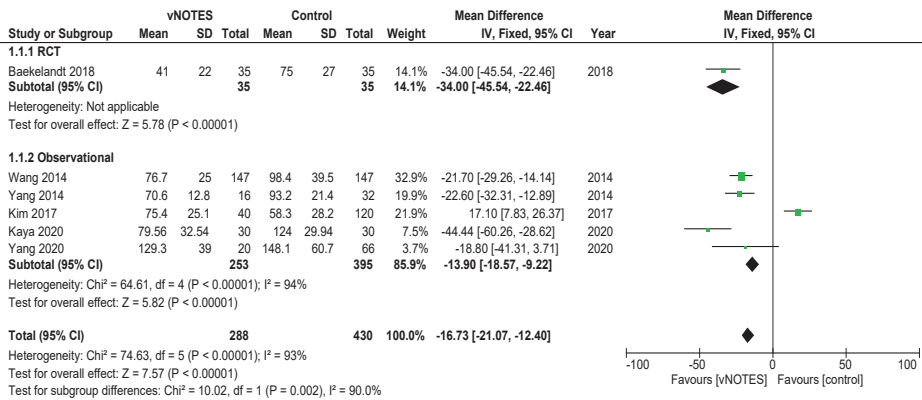 vNOTES Control Mean Difference Mean Difference
Study or Subgroup Mean SD Total Mean SD Total Weight IV, Fixed, 95% CI Year IV, Fixed, 95% CI
1.1.1 RCT
Baekelandt 2018 41 22 35 75 27 35 14.1% -34.00 [-45.54, -22.46] 2018
Subtotal (95% CI) 35 35 14.1% -34.00 [-45.54, -22.46]
Heterogeneity: Not applicable
Test for overall effect: Z = 5.78 (P < 0.00001)
1.1.2 Observational
Wang 2014 76.7 25 147 98.4 39.5 147 32.9% -21.70 [-29.26, -14.14] 2014
Yang 2014 70.6 12.8 16 93.2 21.4 32 19.9% -22.60 [-32.31, -12.89] 2014
Kim 2017 75.4 25.1 40 58.3 28.2 120 21.9% 17.10 [7.83, 26.37] 2017
Kaya 2020 79.56 32.54 30 124 29.94 30 7.5% -44.44 [-60.26, -28.62] 2020
Yang 2020 129.3 39 20 148.1 60.7 66 3.7% -18.80 [-41.31, 3.71] 2020
Subtotal (95% CI) 253 395 85.9% -13.90 [-18.57, -9.22]
Heterogeneity: Chi² = 64.61, df = 4 (P < 0.00001); I² = 94%
Test for overall effect: Z = 5.82 (P < 0.00001)
Total (95% CI) 288 430 100.0% -16.73 [-21.07, -12.40]
Heterogeneity: Chi² = 74.63, df = 5 (P < 0.00001); I² = 93%
Test for overall effect: Z = 7.57 (P < 0.00001)
Test for subgroup differences: Chi² = 10.02, df = 1 (P = 0.002), I² = 90.0%
-100 -50 0 50 100
Favours [vNOTES] Favours [control]